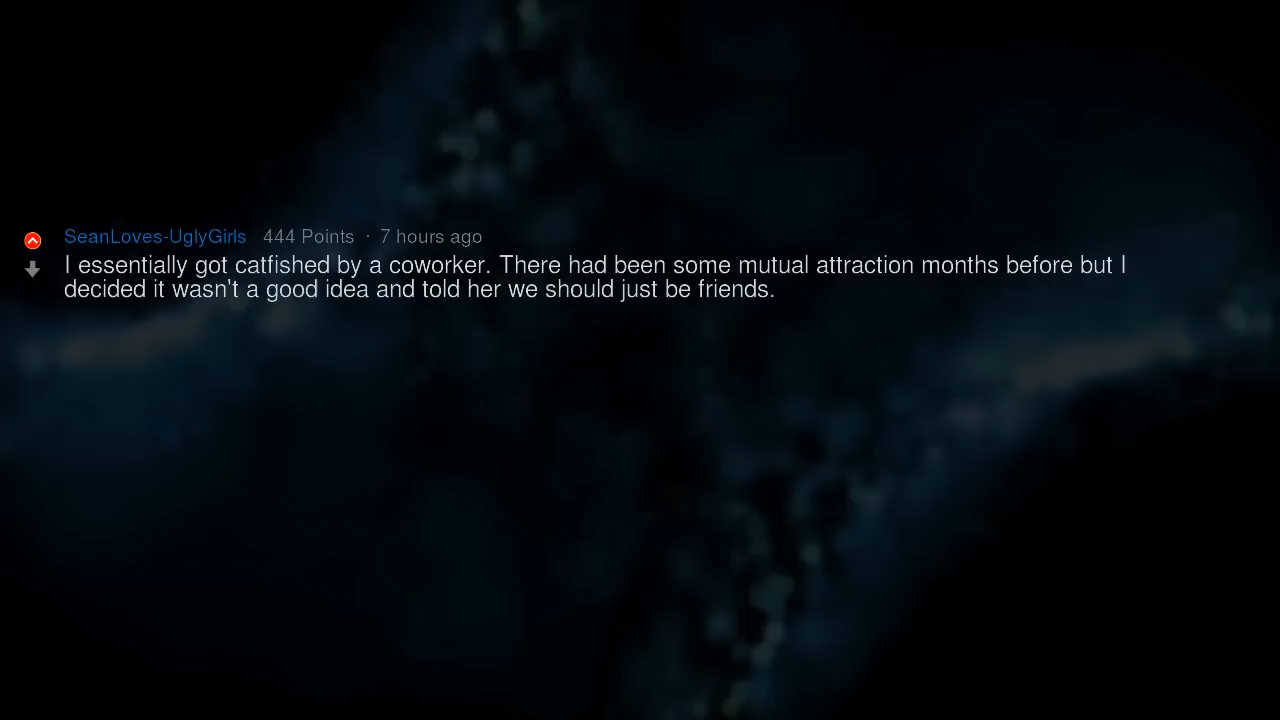 SeanLoves-UglyGirls 444 Points · 7 hours ago
I essentially got catfished by a coworker. There had been some mutual attraction months before but I
decided it wasn't a good idea and told her we should just be friends.